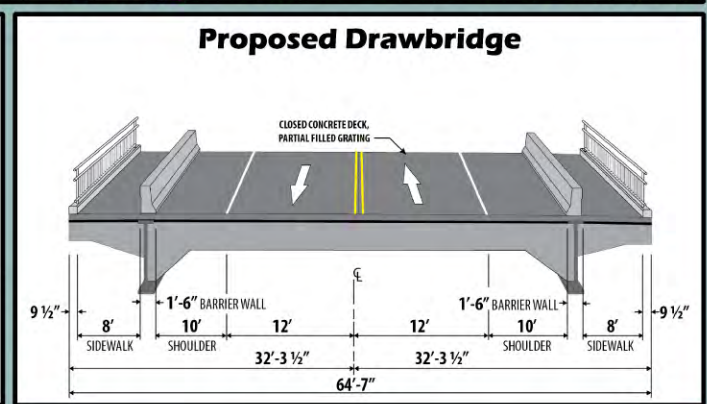 Proposed Drawbridge
CLOSED CONCRETE DECK,
PARTIAL FILLED GRATING
℄
1'-6" BARRIER WALL
1'-6" BARRIER WALL
9 ½"
8'
10'
12'
12'
10'
8'
9 ½"
SIDEWALK
SHOULDER
SHOULDER
SIDEWALK
32'-3 ½"
32'-3 ½"
64'-7"